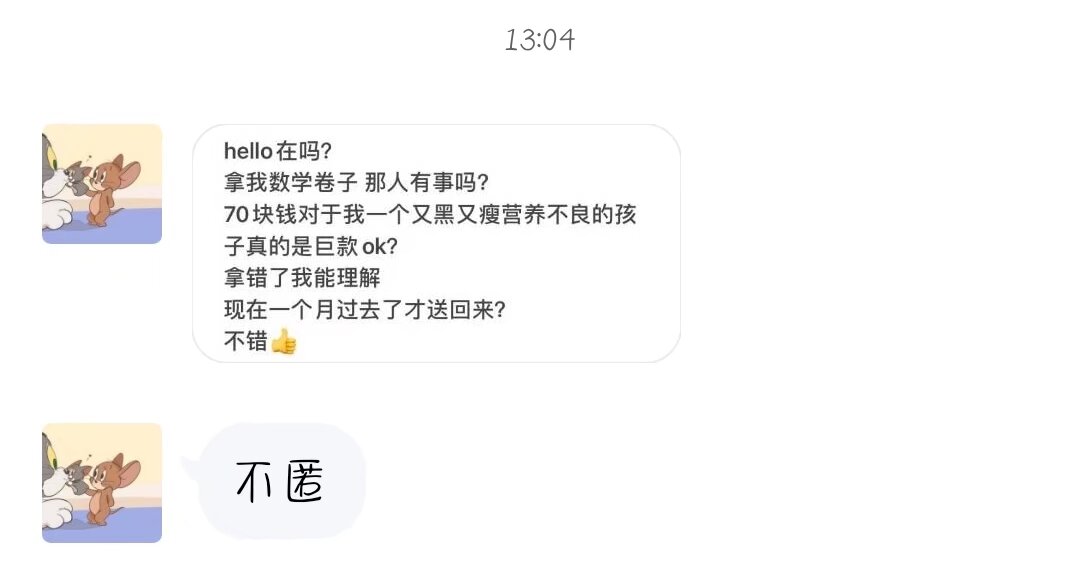 13:04
hello在吗?
拿我数学卷子 那人有事吗?
70块钱对于我一个又黑又瘦营养不良的孩
子真的是巨款ok?
拿错了我能理解
现在一个月过去了才送回来?
不错👍
不匿